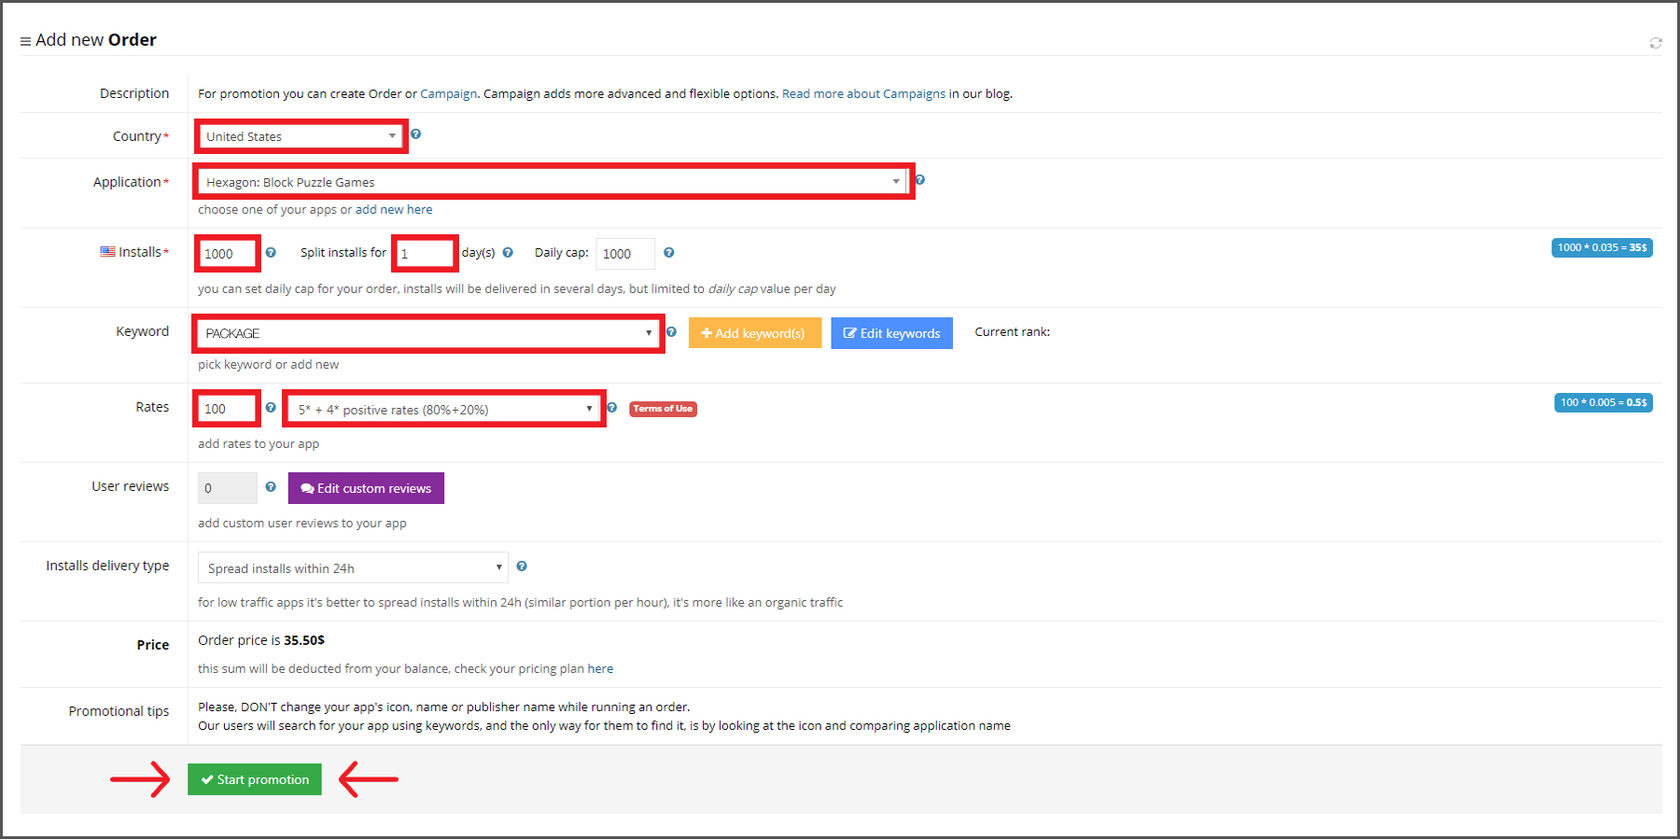 Add new Order
Description For promotion you can create Order or Campaign. Campaign adds more advanced and flexible options. Read more about Campaigns in our blog.
Country* United States
Application* Hexagon: Block Puzzle Games
choose one of your apps or add new here
Installs* 1000 Split installs for 1 day(s) Daily cap: 1000 1000 * 0.035 = 35$
you can set daily cap for your order, installs will be delivered in several days, but limited to daily cap value per day
Keyword PACKAGE Add keyword(s) Edit keywords Current rank:
pick keyword or add new
Rates 100 5* + 4* positive rates (80%+20%) Terms of Use 100 * 0.005 = 0.5$
add rates to your app
User reviews 0 Edit custom reviews
add custom user reviews to your app
Installs delivery type Spread installs within 24h
for low traffic apps it's better to spread installs within 24h (similar portion per hour), it's more like an organic traffic
Price Order price is 35.50$
this sum will be deducted from your balance, check your pricing plan here
Promotional tips Please, DON'T change your app's icon, name or publisher name while running an order.
Our users will search for your app using keywords, and the only way for them to find it, is by looking at the icon and comparing application name
Start promotion